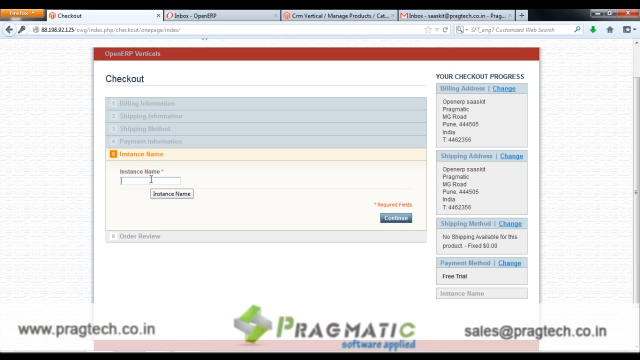 firefox
Checkout
Inbox - OpenERP
Crm Vertical / Manage Products / Cat...
Inbox - saaskit@pragtech.co.in - prag...
88.198.92.125/cwg/index.php/checkout/onepage/index/
SFT_eng7 Customized Web Search
OpenERP Verticals
Checkout
1 Billing Information
2 Shipping Information
3 Shipping Method
4 Payment Information
5 Instance Name
Instance Name *
Instance Name
* Required Fields
Continue
6 Order Review
YOUR CHECKOUT PROGRESS
Billing Address | Change
Openerp saaskit
Pragmatic
MG Road
Pune, 444505
India
T: 4462356
Shipping Address | Change
Openerp saaskit
Pragmatic
MG Road
Pune, 444505
India
T: 4462356
Shipping Method | Change
No Shipping Available for this
product. - Fixed $0.00
Payment Method | Change
Free Trial
Instance Name
www.pragtech.co.in
PRAGMATIC
software applied
sales@pragtech.co.in